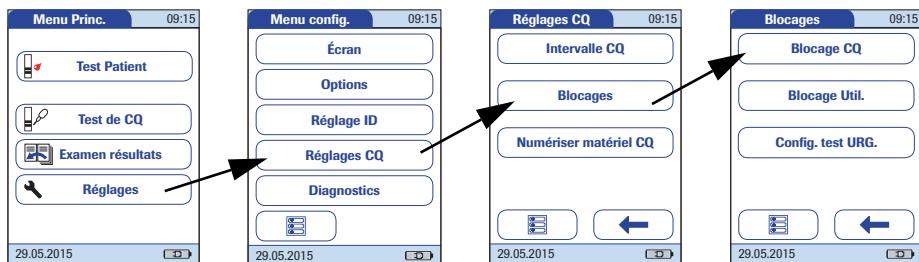 Menu Princ. 09:15
Test Patient
Test de CQ
Examen résultats
Réglages
29.05.2015
Menu config. 09:15
Écran
Options
Réglage ID
Réglages CQ
Diagnostics
29.05.2015
Réglages CQ 09:15
Intervalle CQ
Blocages
Numériser matériel CQ
29.05.2015
Blocages 09:15
Blocage CQ
Blocage Util.
Config. test URG.
29.05.2015